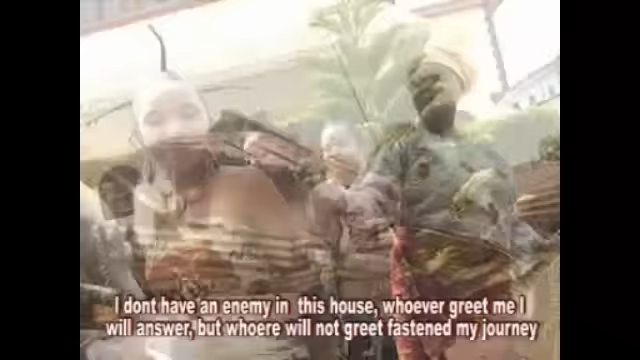 I dont have an enemy in this house, whoever greet me I
will answer, but whoere will not greet fastened my journey